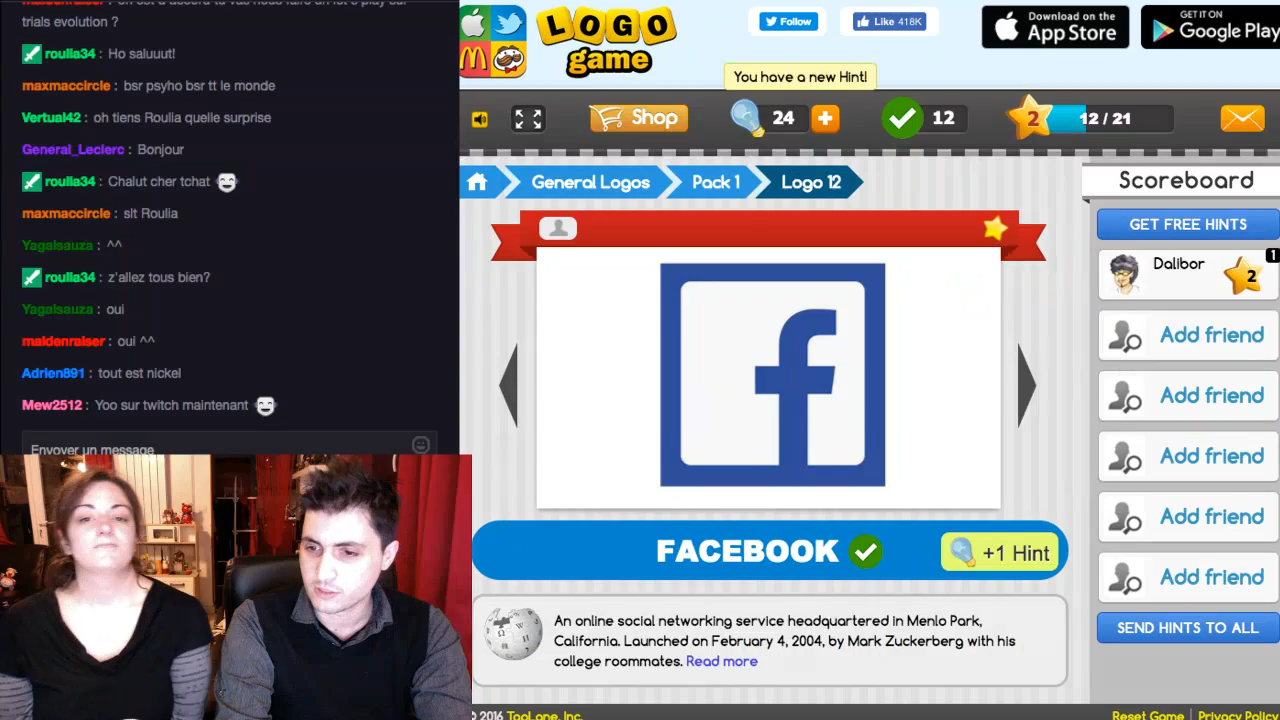 trials evolution ?
roulia34 : Ho saluuut!
maxmaccircle : bsr psyho bsr tt le monde
Vertual42 : oh tiens Roulia quelle surprise
General_Leclerc : Bonjour
roulia34 : Chalut cher tchat
maxmaccircle : slt Roulia
Yagalsauza : ^^
roulia34 : z'allez tous bien?
Yagalsauza : oui
maidenraiser : oui ^^
Adrien891 : tout est nickel
Mew2512 : Yoo sur twitch maintenant
Envoyer un message
LOGO
game
Follow
Like 418K
Download on the
App Store
GET IT ON
Google Play
You have a new Hint!
Shop
24
12
2
12 / 21
General Logos
Pack 1
Logo 12
FACEBOOK
+1 Hint
An online social networking service headquartered in Menlo Park,
California. Launched on February 4, 2004, by Mark Zuckerberg with his
college roommates. Read more
Scoreboard
GET FREE HINTS
1
Dalibor
2
Add friend
Add friend
Add friend
Add friend
Add friend
SEND HINTS TO ALL
© 2016 TooLane, Inc.
Reset Game | Privacy Policy